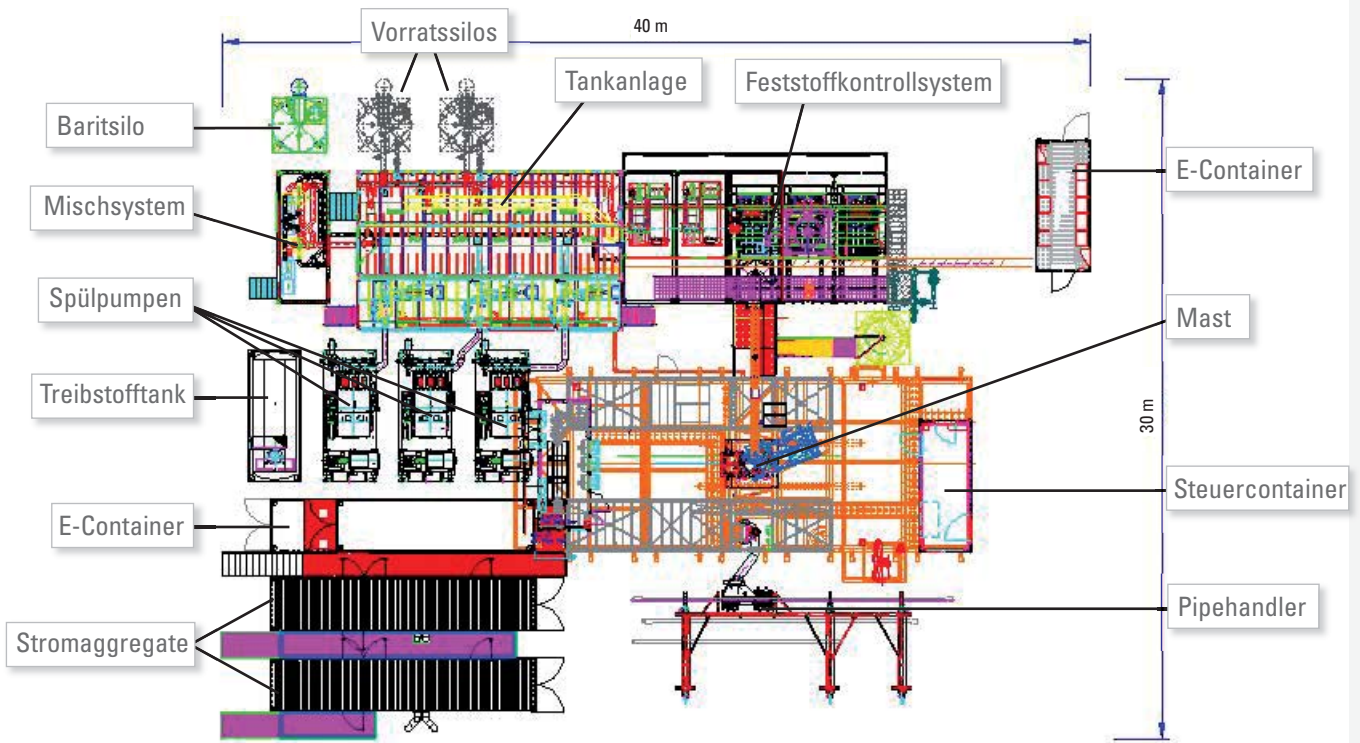 Vorratssilos
40 m
Tankanlage
Feststoffkontrollsystem
Baritsilo
E-Container
Mischsystem
Spülpumpen
Mast
Treibstofftank
30 m
Steuercontainer
E-Container
Pipehandler
Stromaggregate